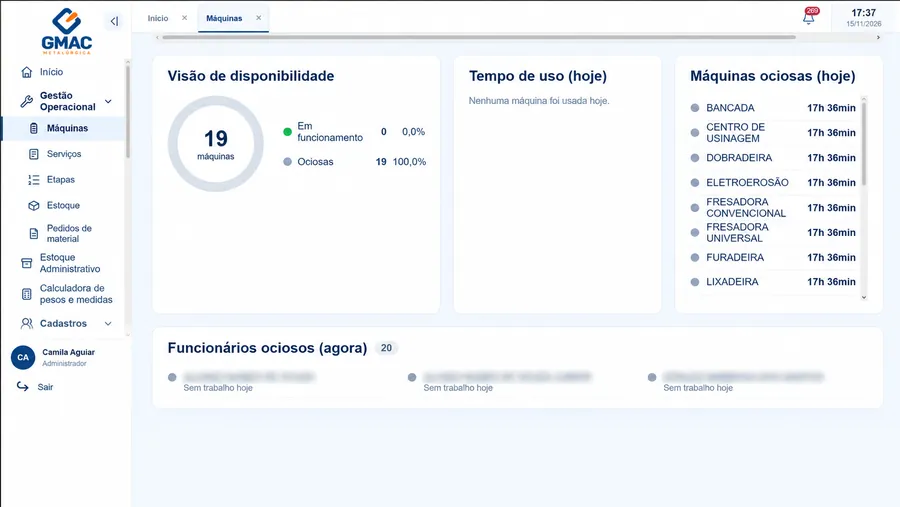 GMAC
METALÚRGICA
Início
Gestão
Operacional
Máquinas
Serviços
Etapas
Estoque
Pedidos de
material
Estoque
Administrativo
Calculadora de
pesos e medidas
Cadastros
CA
Camila Aguiar
Administrador
Sair
Início
Máquinas
269
17:37
15/11/2026
Visão de disponibilidade
19
máquinas
Em
funcionamento 0 0,0%
Ociosas 19 100,0%
Tempo de uso (hoje)
Nenhuma máquina foi usada hoje.
Máquinas ociosas (hoje)
BANCADA 17h 36min
CENTRO DE
USINAGEM 17h 36min
DOBRADEIRA 17h 36min
ELETROEROSÃO 17h 36min
FRESADORA
CONVENCIONAL 17h 36min
FRESADORA
UNIVERSAL 17h 36min
FURADEIRA 17h 36min
LIXADEIRA 17h 36min
Funcionários ociosos (agora) 20
Sem trabalho hoje
Sem trabalho hoje
Sem trabalho hoje